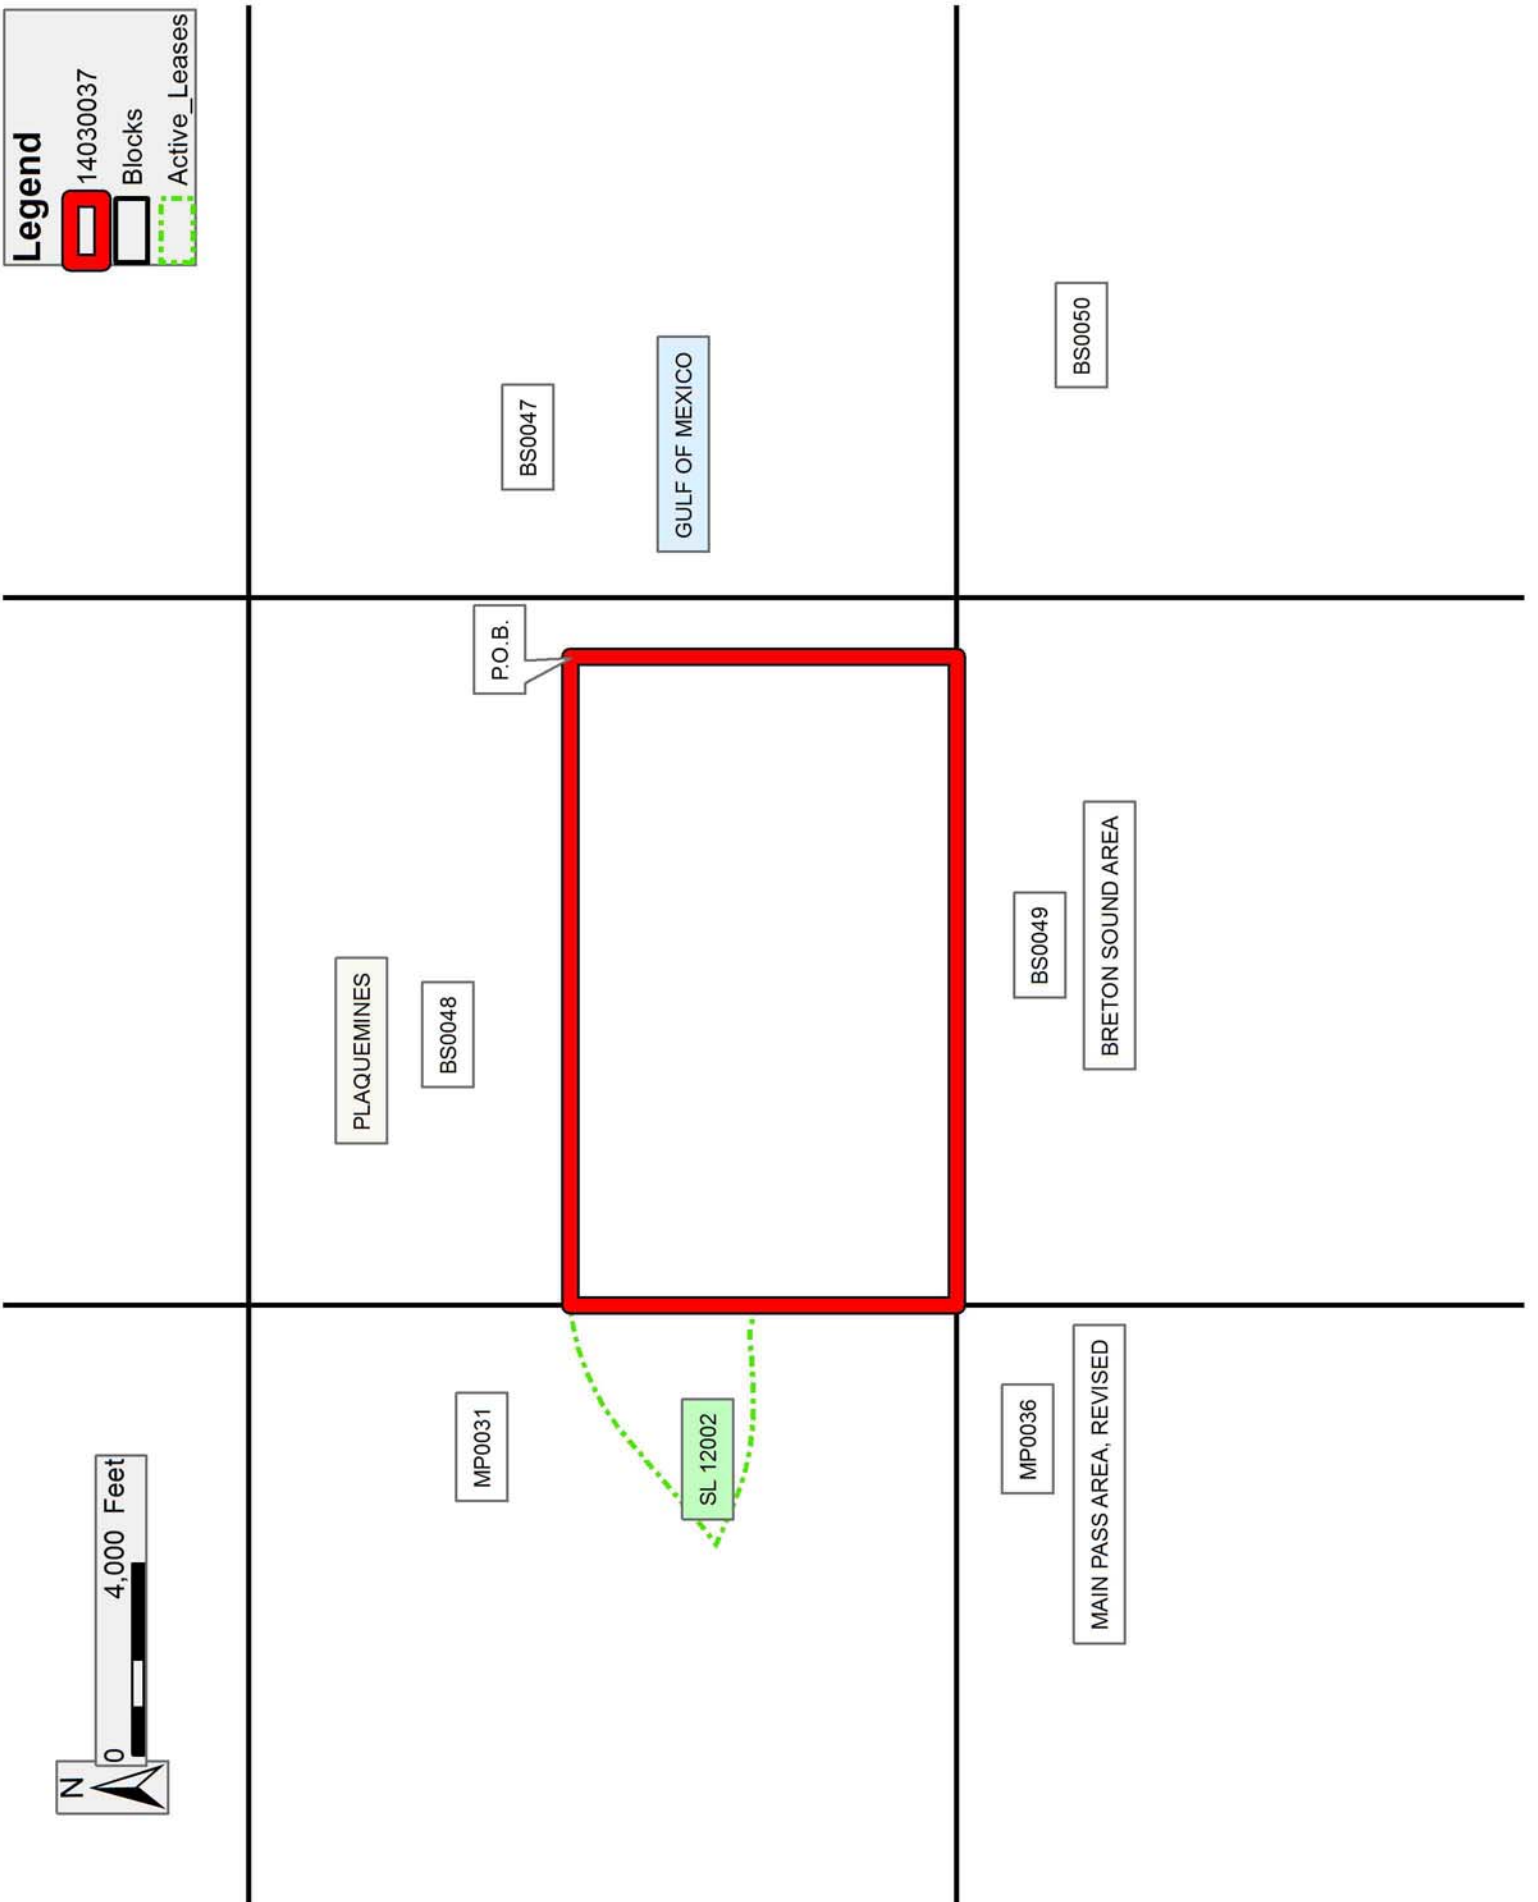 N
0 4,000 Feet
Legend
14030037
Blocks
Active_Leases
PLAQUEMINES
BS0048
MP0031
P.O.B.
BS0047
GULF OF MEXICO
SL 12002
MP0036
MAIN PASS AREA, REVISED
BS0049
BRETON SOUND AREA
BS0050